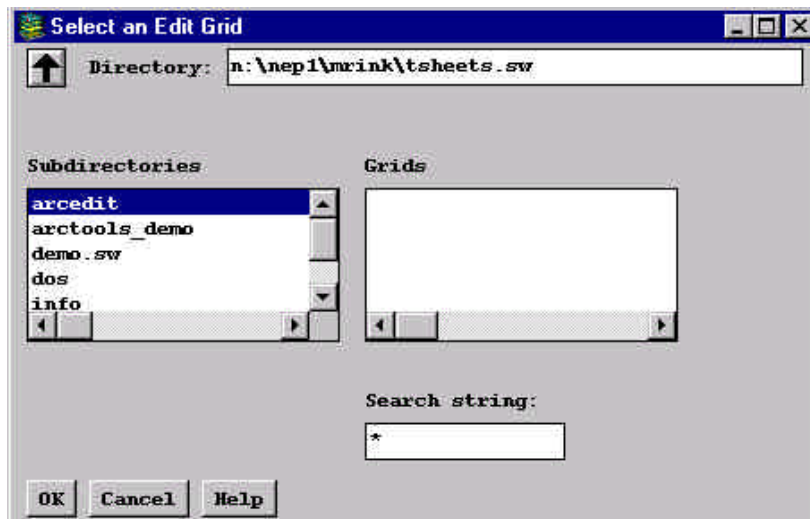 Select an Edit Grid
Directory: n:\nep1\mrink\tsheets.sw
Subdirectories Grids
arcedit
arctools_demo
demo.sw
dos
info
Search string:
*
OK Cancel Help